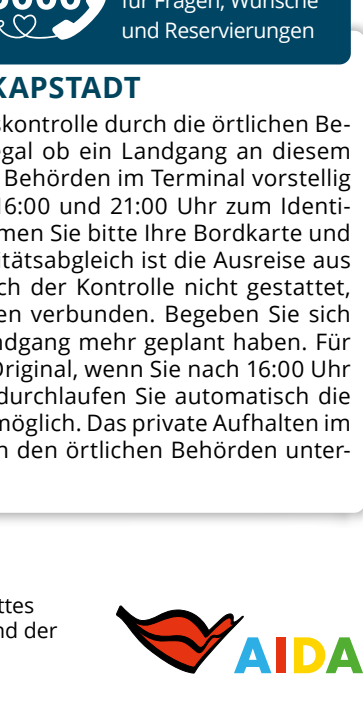 für Fragen, Wünsche
und Reservierungen
KAPSTADT
skontrolle durch die örtlichen Be-
egal ob ein Landgang an diesem
Behörden im Terminal vorstellig
16:00 und 21:00 Uhr zum Identi-
men Sie bitte Ihre Bordkarte und
itätsabgleich ist die Ausreise aus
ch der Kontrolle nicht gestattet,
en verbunden. Begeben Sie sich
ndgang mehr geplant haben. Für
Original, wenn Sie nach 16:00 Uhr
durchlaufen Sie automatisch die
möglich. Das private Aufhalten im
n den örtlichen Behörden unter-
ttes
nd der
AIDA